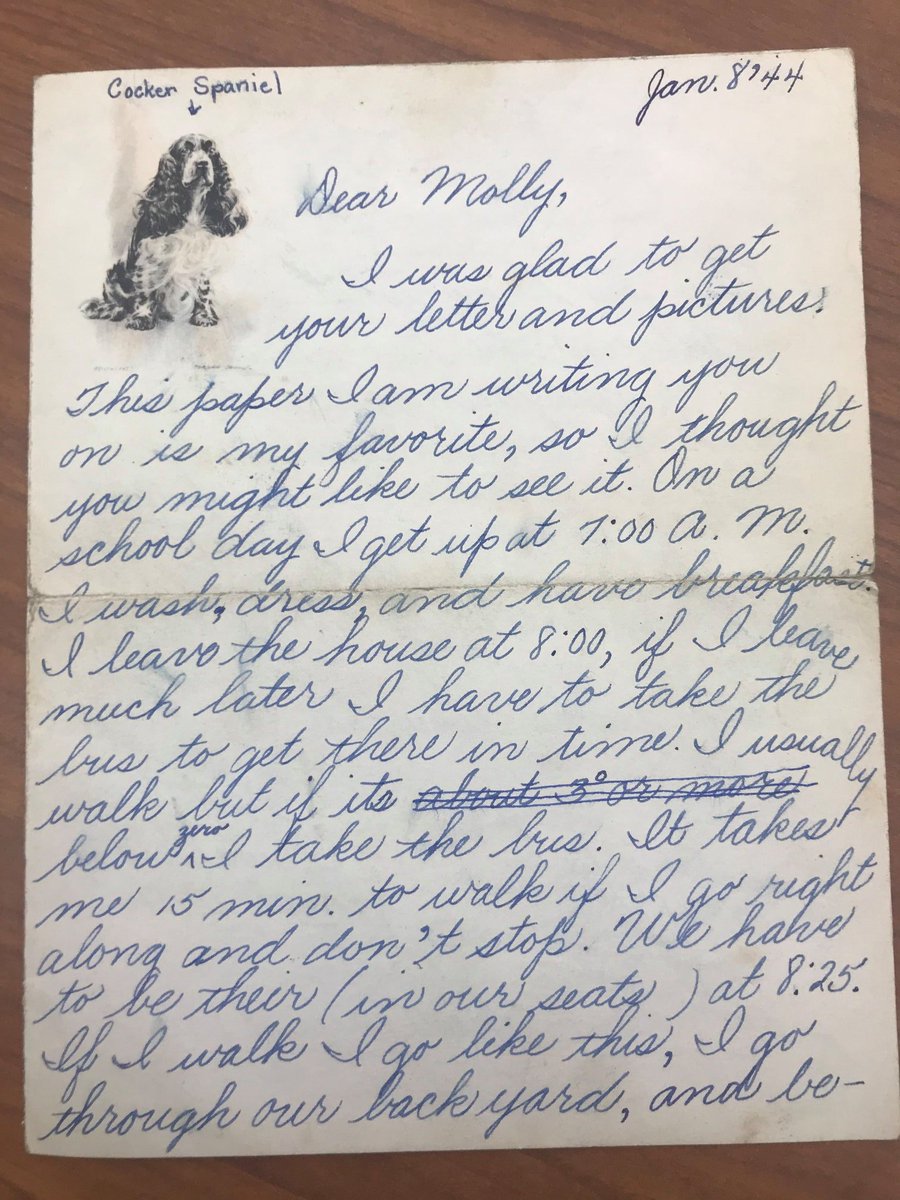 Cocker Spaniel
Jan. 8 '44
Dear Molly,
I was glad to get
your letter and pictures.
This paper I am writing you
on is my favorite, so I thought
you might like to see it. On a
school day I get up at 7:00 A. M.
I wash, dress, and have breakfast.
I leave the house at 8:00, if I leave
much later I have to take the
bus to get there in time. I usually
walk but if its about 3° or more
below zero I take the bus. It takes
me 15 min. to walk if I go right
along and don't stop. We have
to be their (in our seats) at 8:25.
If I walk I go like this, I go
through our back yard, and be-